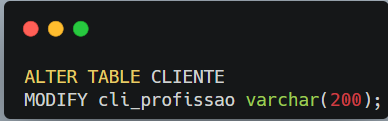 ALTER TABLE CLIENTE
MODIFY cli_profissao varchar(200);